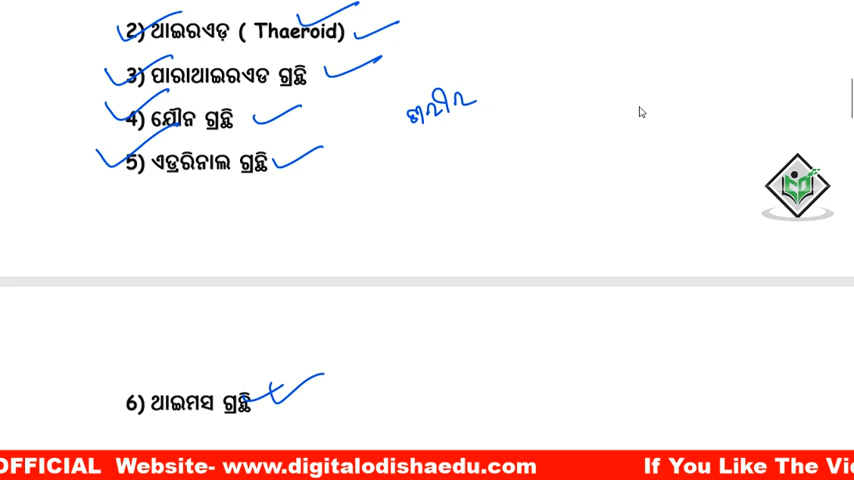 2) ଥାଇରଏଡ଼ ( Thaeroid)
3) ପାରାଥାଇରଏଡ ଗ୍ରନ୍ଥି
4) ଯୌନ ଗ୍ରନ୍ଥି
5) ଏଡ୍ରରିନାଲ ଗ୍ରନ୍ଥି
6) ଥାଇମସ ଗ୍ରନ୍ଥି
OFFICIAL Website- www.digitalodishaedu.com If You Like The Vi